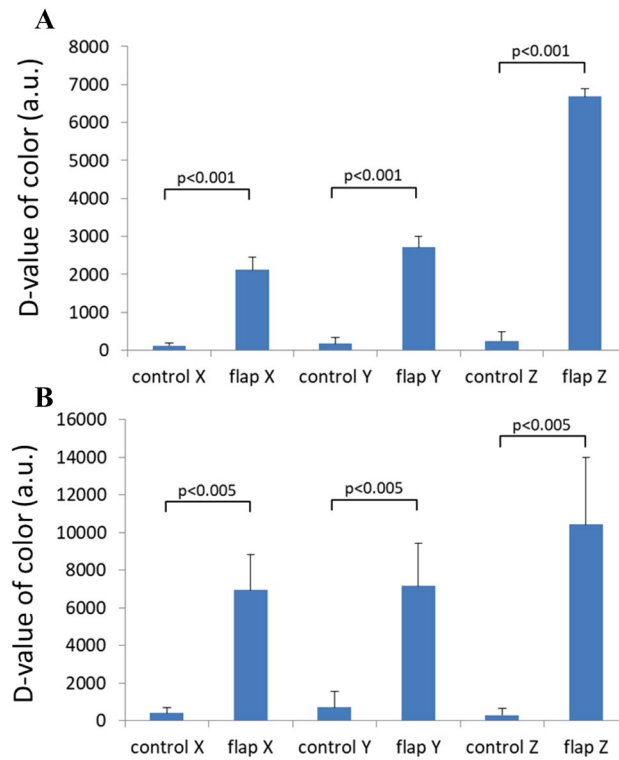 A
D-value of color (a.u.)
8000
7000
6000
5000
4000
3000
2000
1000
0
p<0.001
p<0.001
p<0.001
control X flap X control Y flap Y control Z flap Z
B
D-value of color (a.u.)
16000
14000
12000
10000
8000
6000
4000
2000
0
p<0.005
p<0.005
p<0.005
control X flap X control Y flap Y control Z flap Z